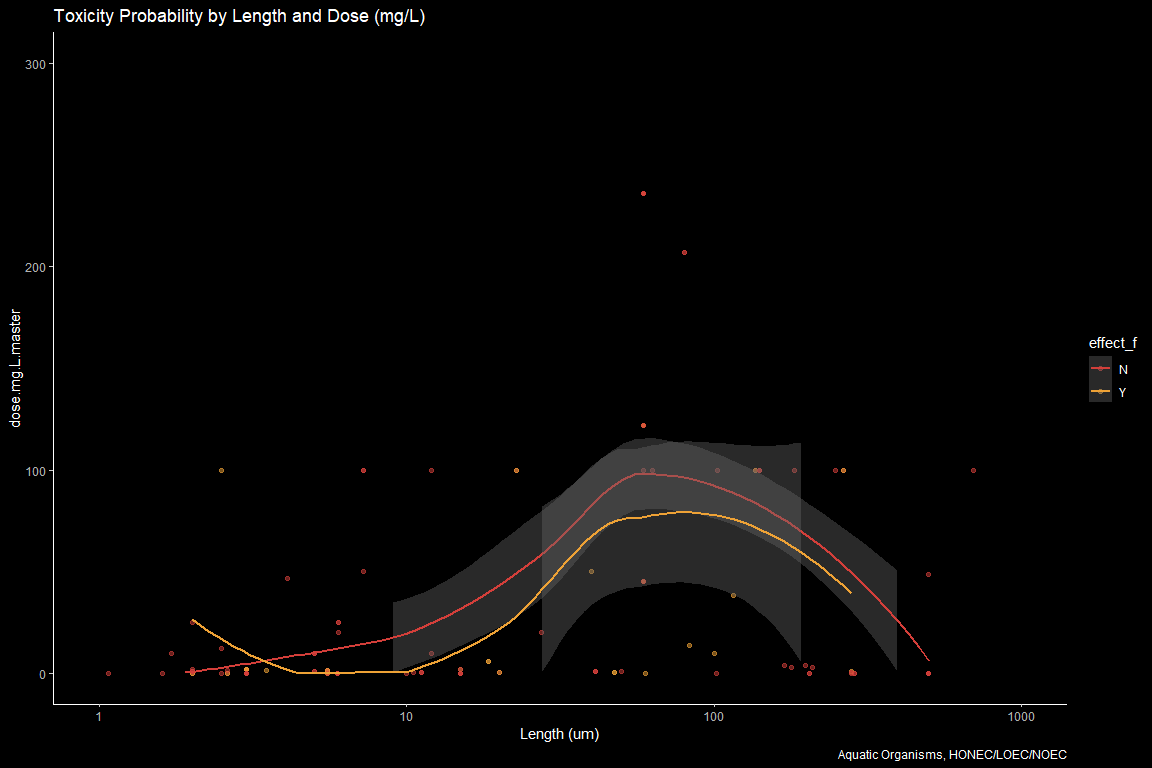 Toxicity Probability by Length and Dose (mg/L)
300
200
100
0
dose.mg.L.master
1
10
100
1000
Length (um)
effect_f
N
Y
Aquatic Organisms, HONEC/LOEC/NOEC